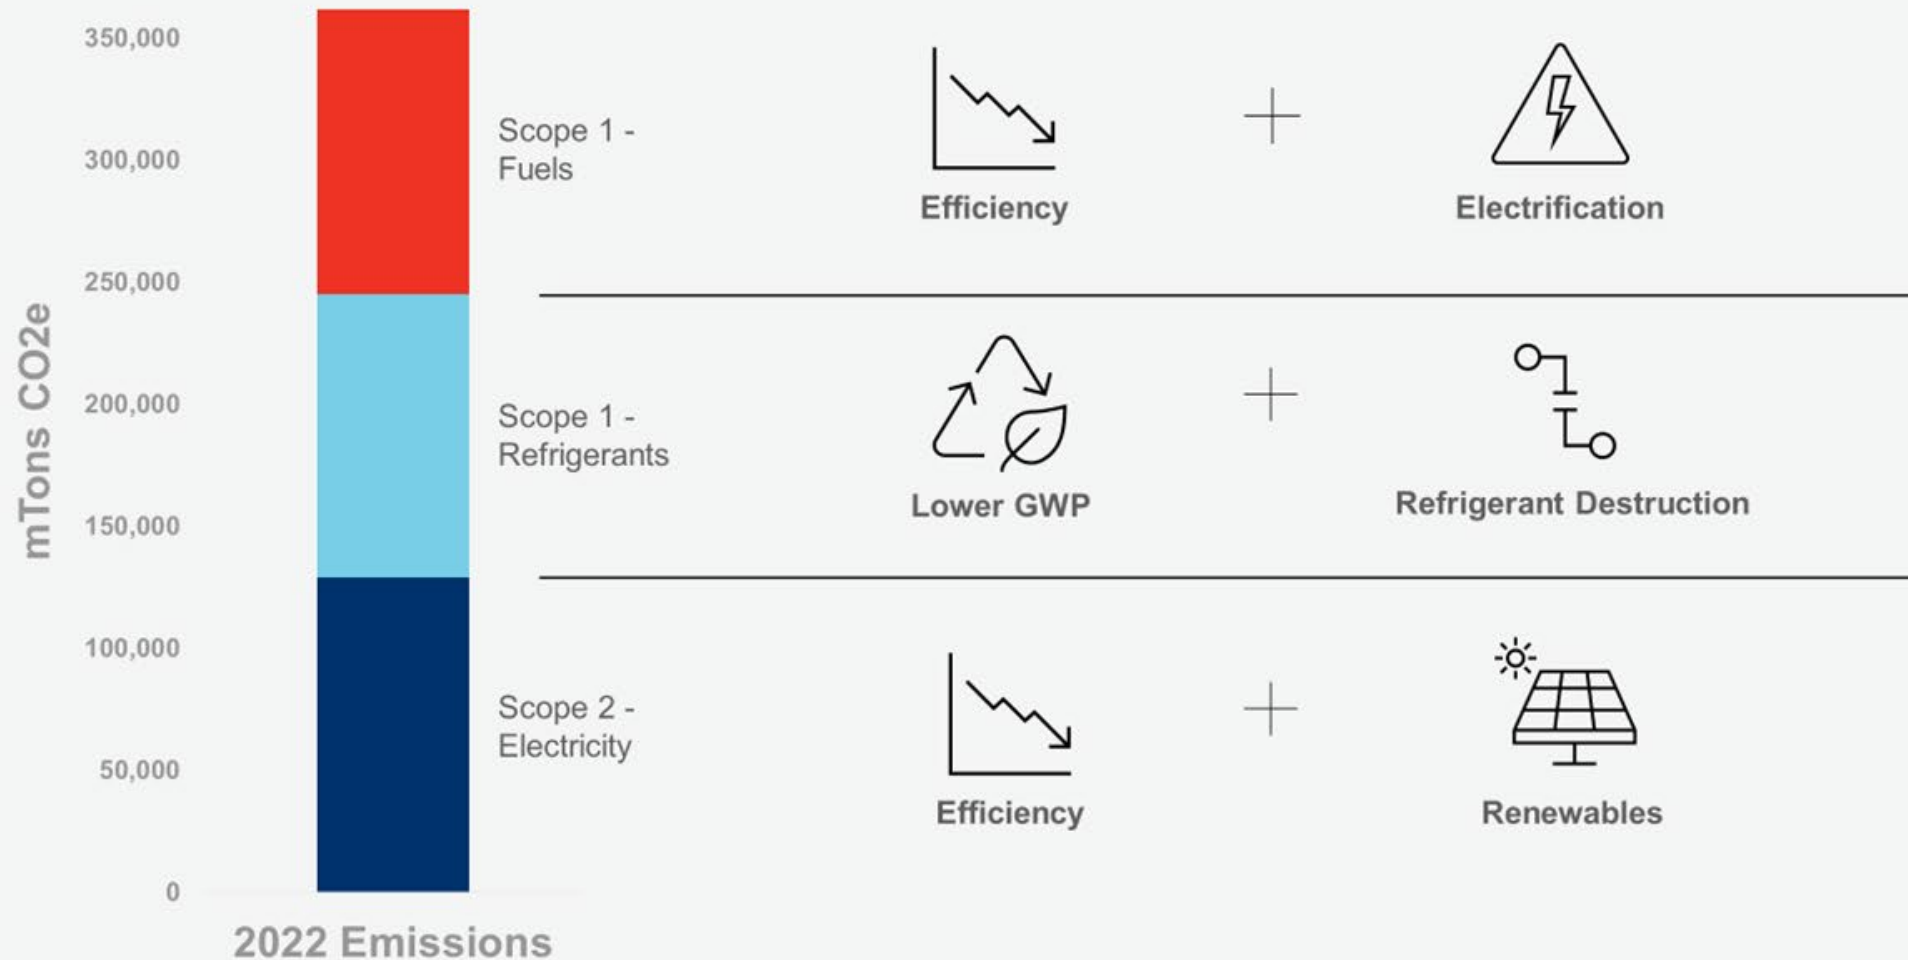 mTons CO2e
350,000
300,000
250,000
200,000
150,000
100,000
50,000
0
2022 Emissions
Scope 1 -
Fuels
Efficiency
Electrification
Scope 1 -
Refrigerants
Lower GWP
Refrigerant Destruction
Scope 2 -
Electricity
Efficiency
Renewables